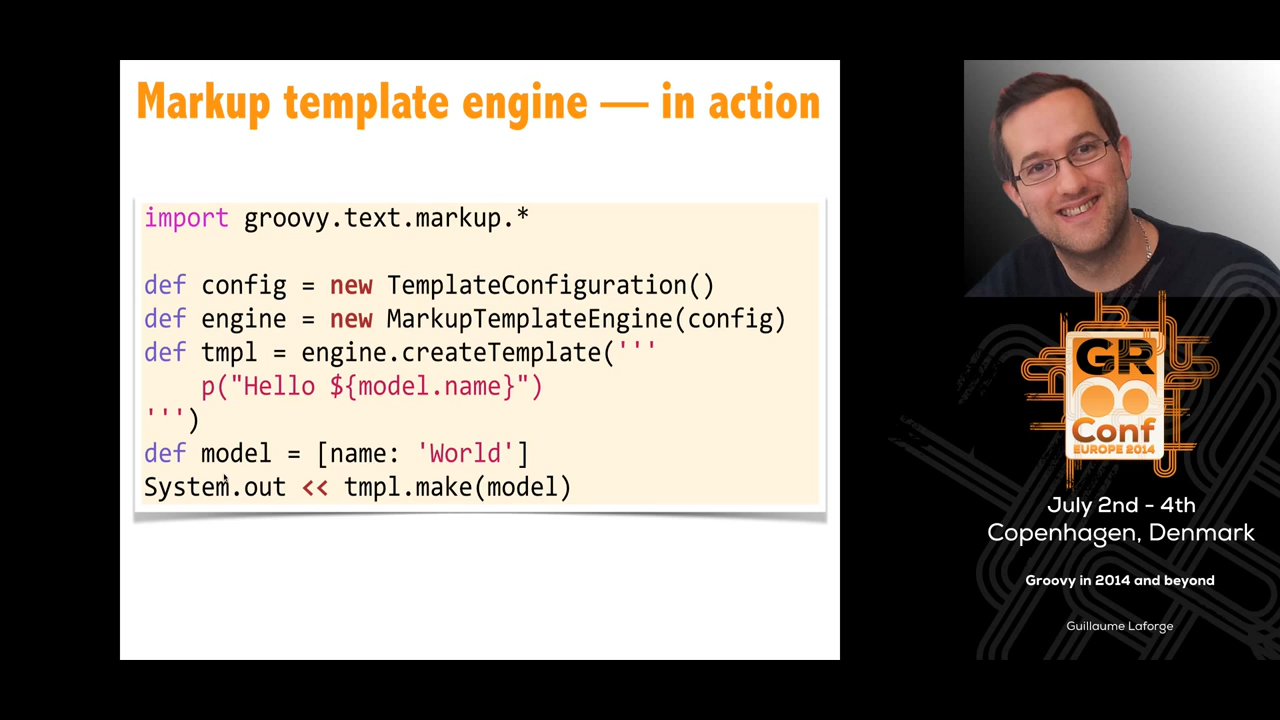 Markup template engine — in action
import groovy.text.markup.*
def config = new TemplateConfiguration()
def engine = new MarkupTemplateEngine(config)
def tmpl = engine.createTemplate('''
    p("Hello ${model.name}")
''')
def model = [name: 'World']
System.out << tmpl.make(model)
GR
Conf
EUROPE 2014
July 2nd - 4th
Copenhagen, Denmark
Groovy in 2014 and beyond
Guillaume Laforge